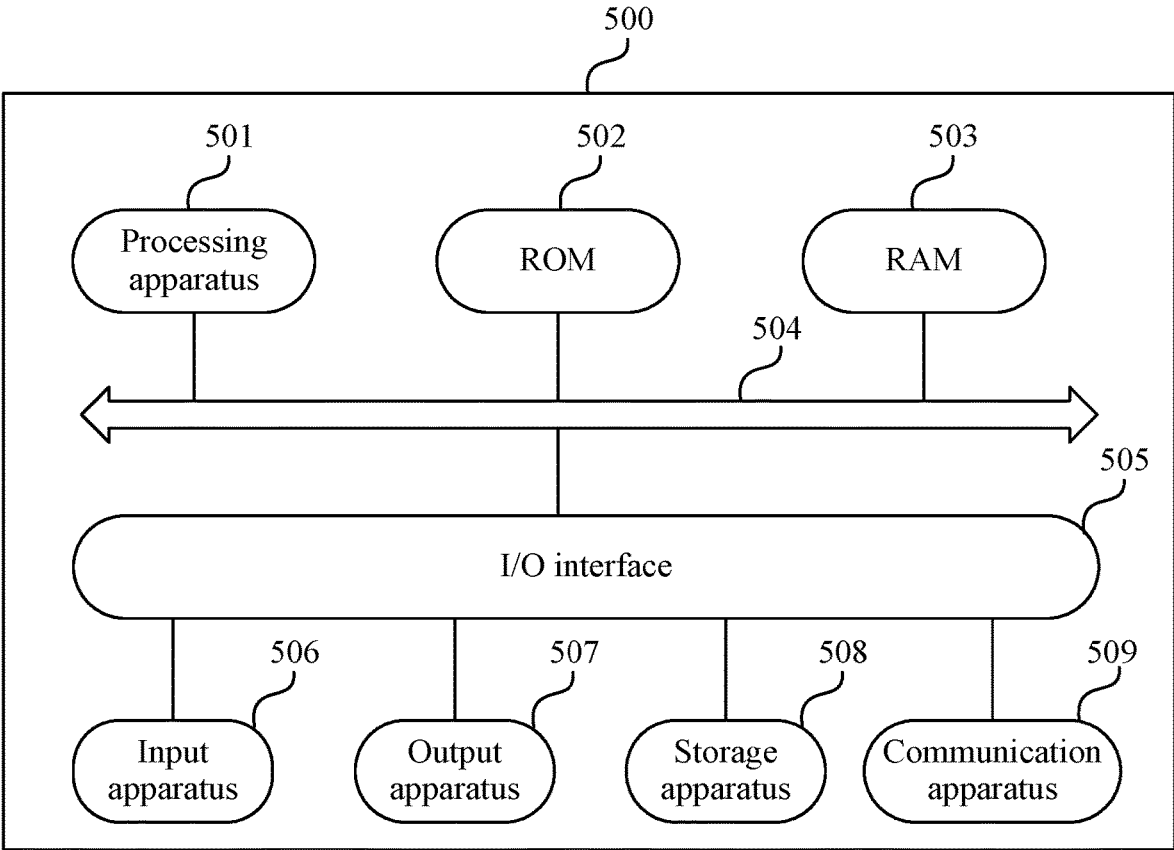 500
501
502
503
Processing
apparatus
ROM
RAM
504
505
I/O interface
506
507
508
509
Input
apparatus
Output
apparatus
Storage
apparatus
Communication
apparatus